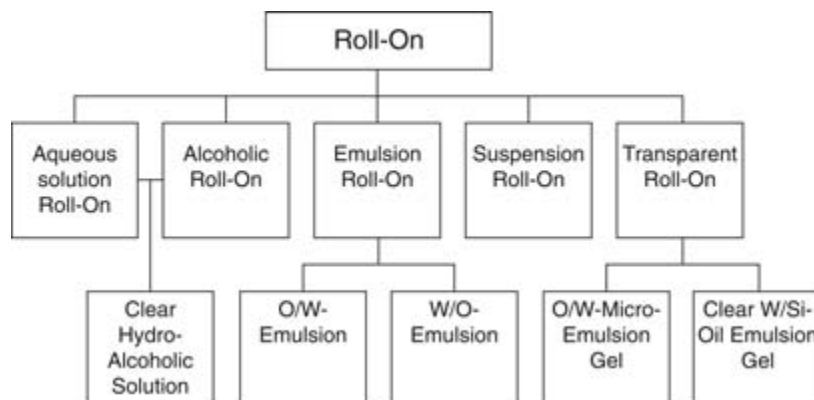 Roll-On
Aqueous
solution
Roll-On
Alcoholic
Roll-On
Emulsion
Roll-On
Suspension
Roll-On
Transparent
Roll-On
Clear
Hydro-
Alcoholic
Solution
O/W-
Emulsion
W/O-
Emulsion
O/W-Micro-
Emulsion
Gel
Clear W/Si-
Oil Emulsion
Gel